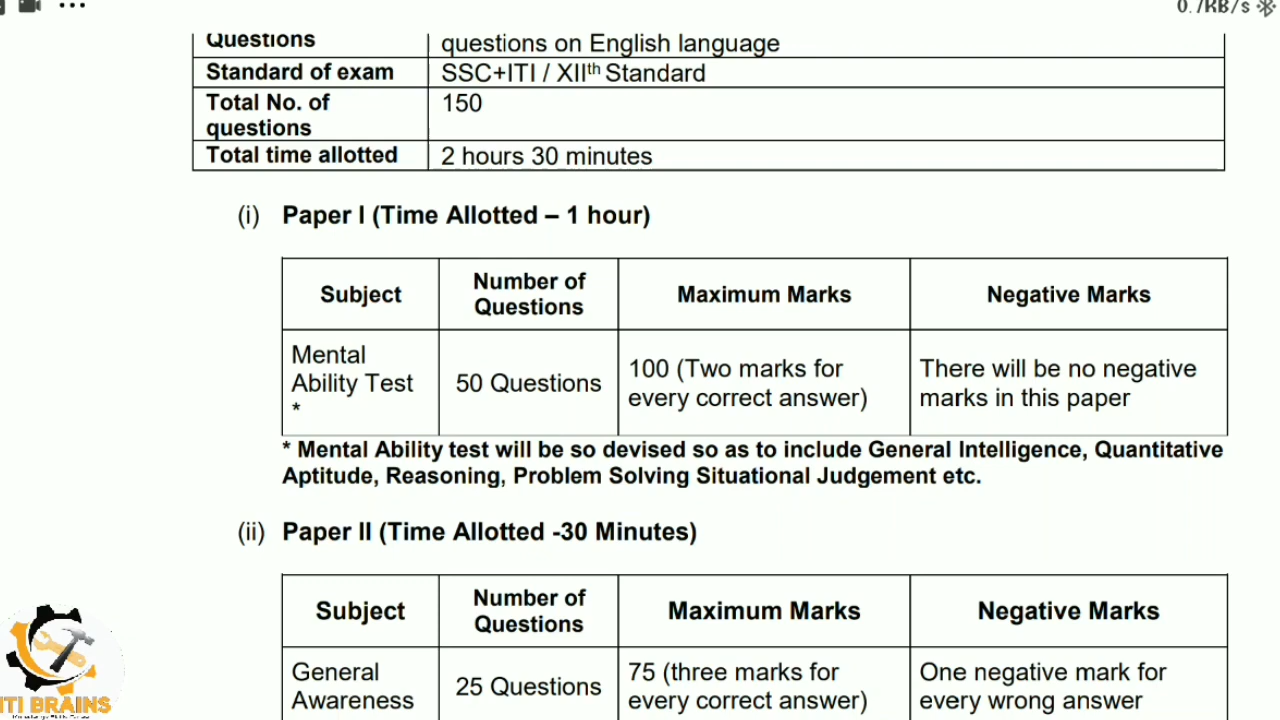 0.7KB/s
Questions
questions on English language
Standard of exam
SSC+ITI / XIIth Standard
Total No. of
questions
150
Total time allotted
2 hours 30 minutes
(i) Paper I (Time Allotted – 1 hour)
Subject
Number of
Questions
Maximum Marks
Negative Marks
Mental
Ability Test
*
50 Questions
100 (Two marks for
every correct answer)
There will be no negative
marks in this paper
* Mental Ability test will be so devised so as to include General Intelligence, Quantitative
Aptitude, Reasoning, Problem Solving Situational Judgement etc.
(ii) Paper II (Time Allotted -30 Minutes)
Subject
Number of
Questions
Maximum Marks
Negative Marks
General
Awareness
25 Questions
75 (three marks for
every correct answer)
One negative mark for
every wrong answer
ITI BRAINS